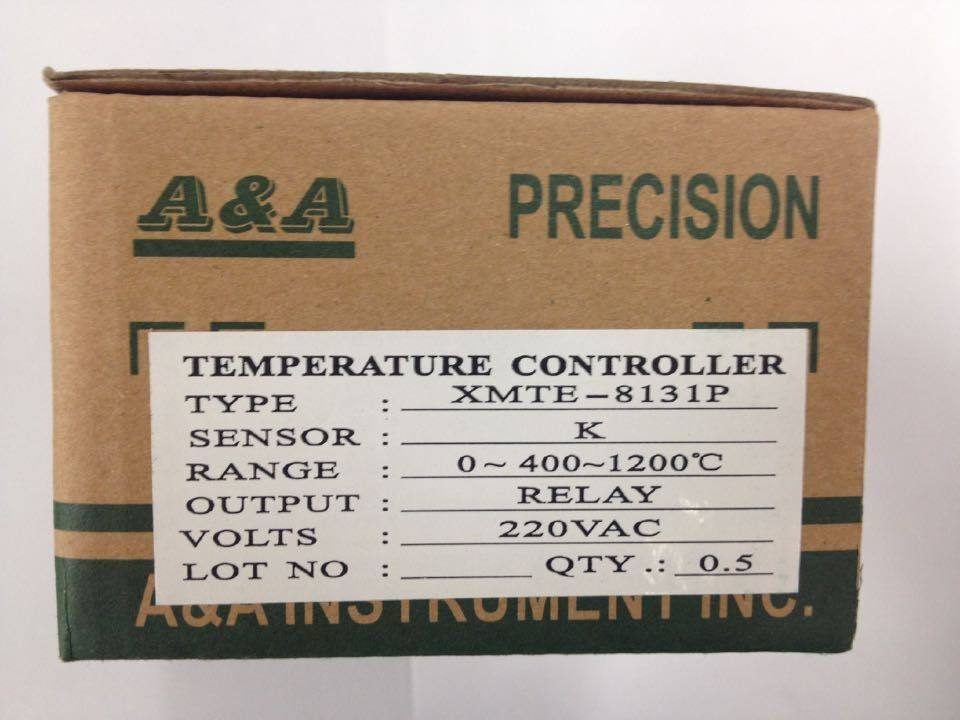 A&A PRECISION
TEMPERATURE CONTROLLER
TYPE : XMTE-8131P
SENSOR : K
RANGE : 0~ 400~1200℃
OUTPUT : RELAY
VOLTS : 220VAC
LOT NO : QTY.: 0.5
A&A INSTRUMENT INC.